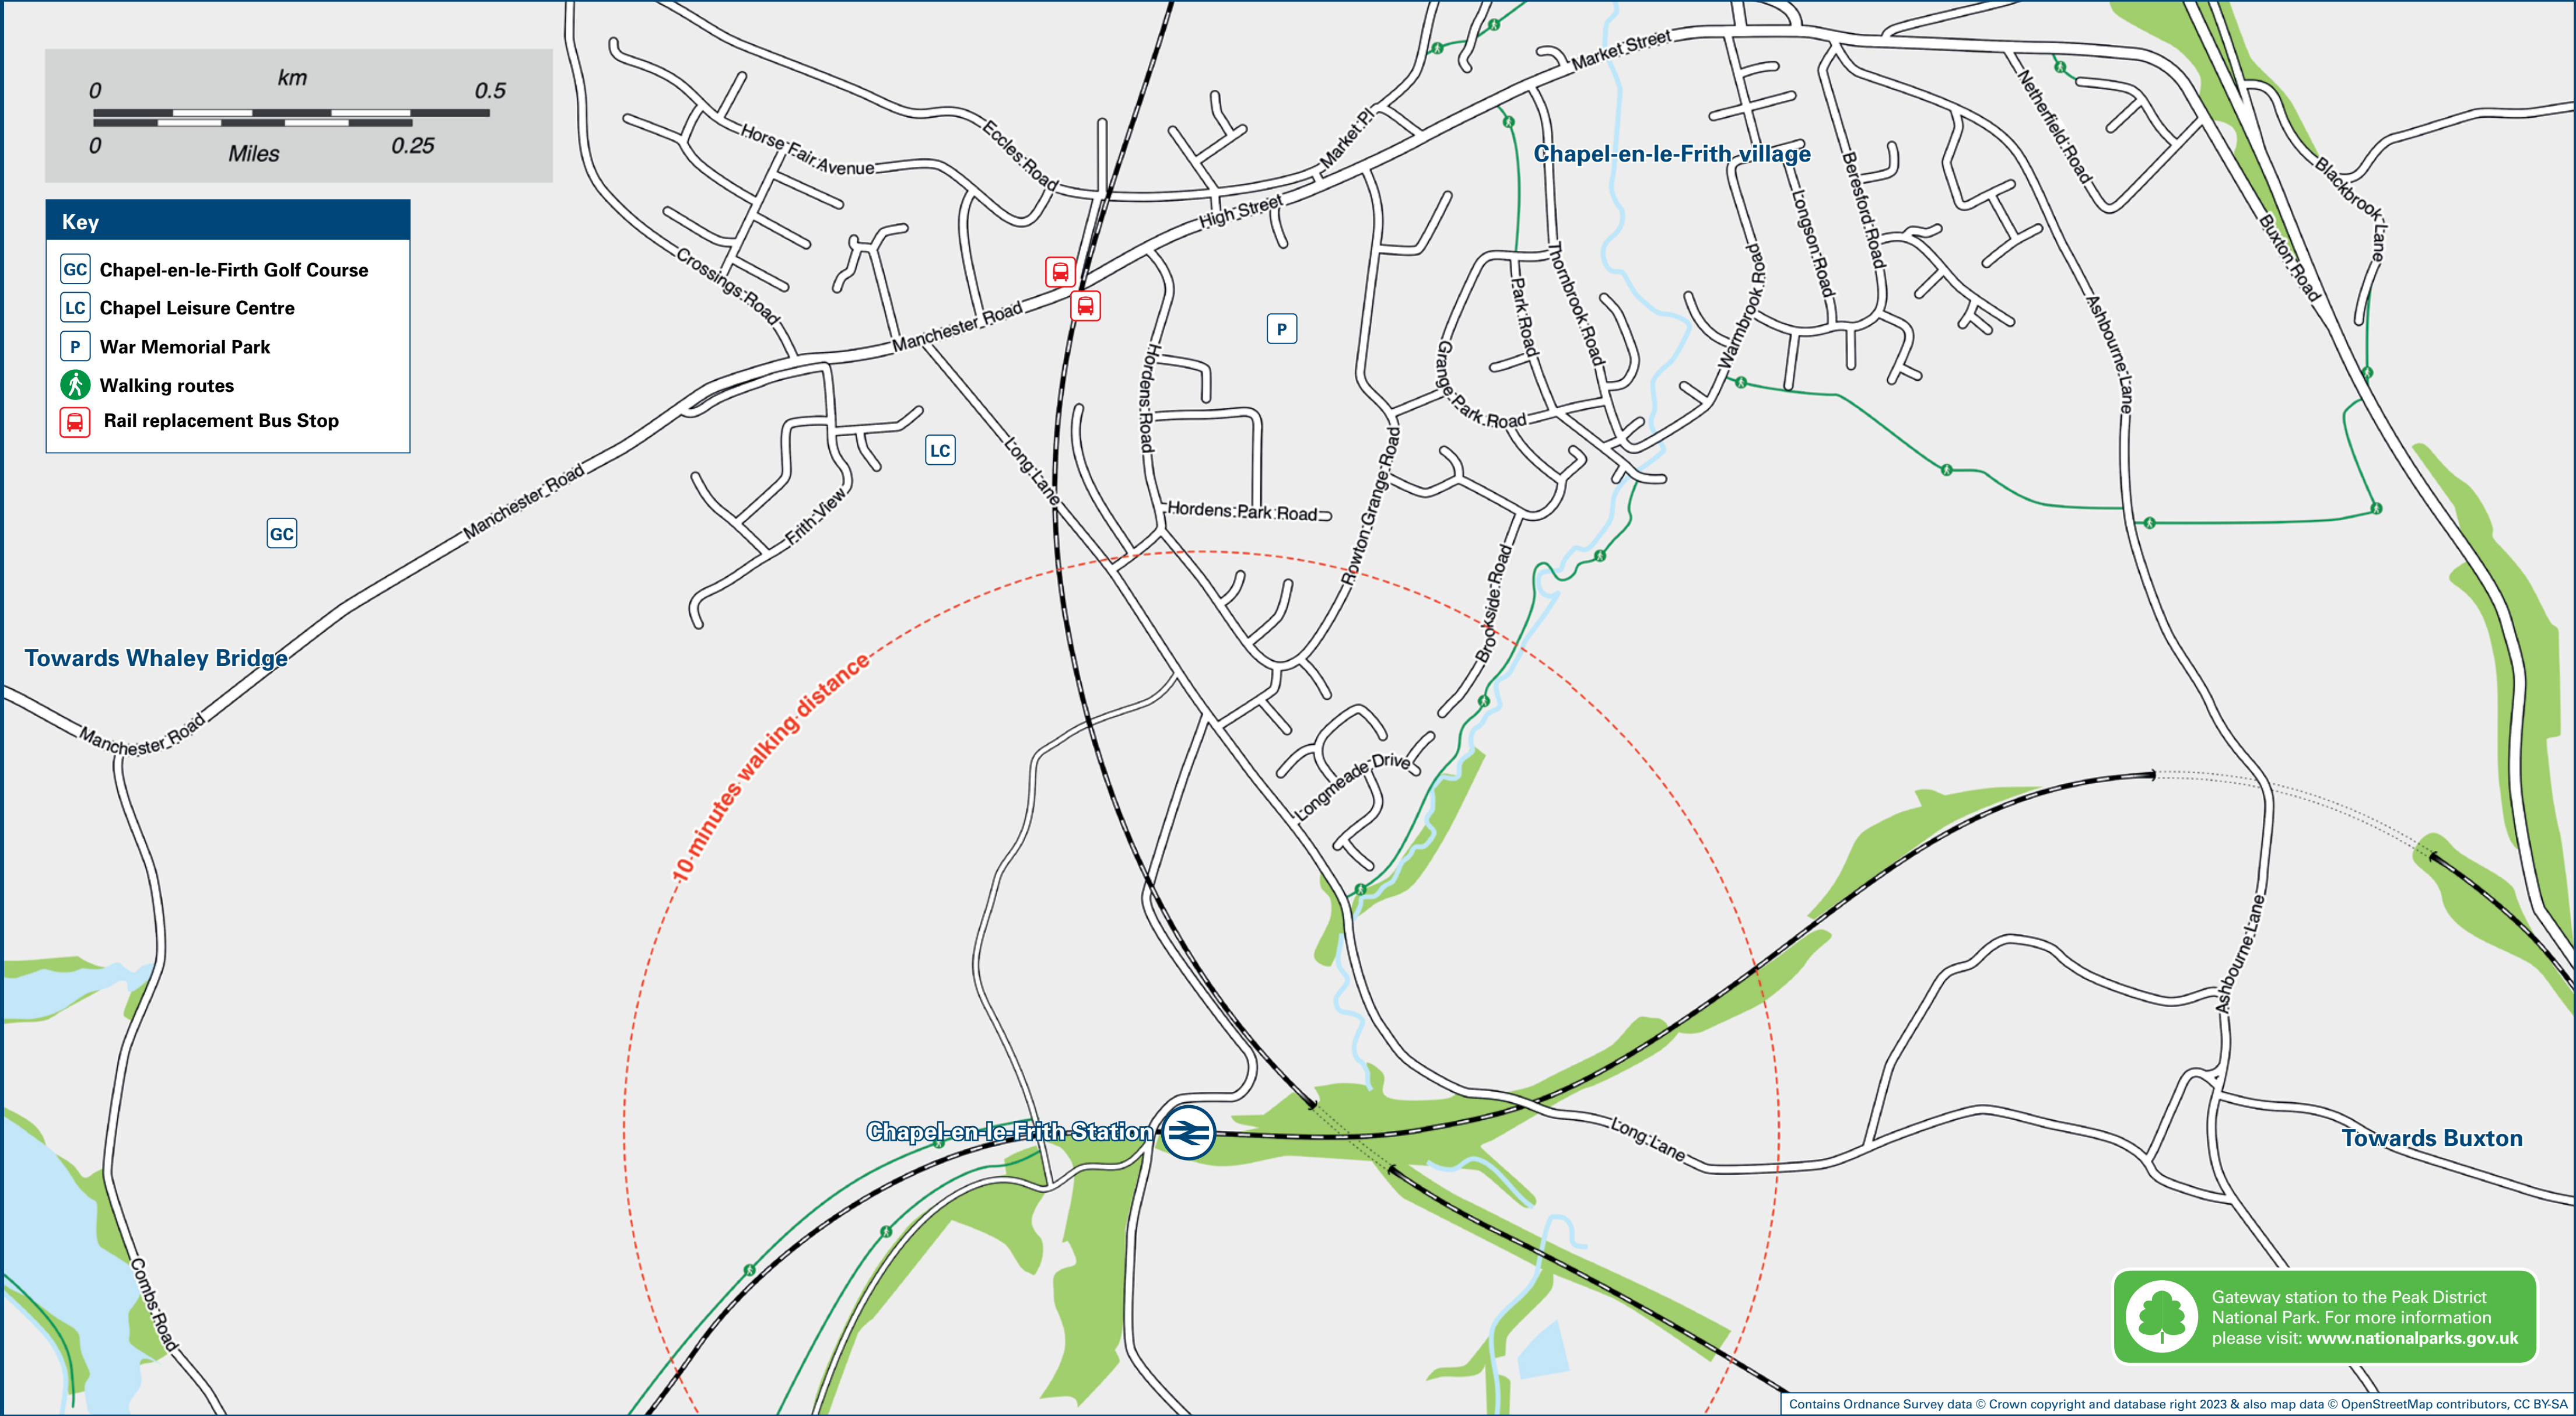 km
0 0.5
0 0.25
Miles
Key
GC Chapel-en-le-Firth Golf Course
LC Chapel Leisure Centre
P War Memorial Park
Walking routes
Rail replacement Bus Stop
Market Street
Horse Fair Avenue
Eccles Road
Market Pl
Chapel-en-le-Frith village
Netherfield Road
Blackbrook Lane
Buxton Road
High Street
Crossings Road
Manchester Road
P
Beresford Road
Longson Road
Warmbrook Road
Thornbrook Road
Park Road
Grange Park Road
Ashbourne Lane
Hordens Road
LC
Long Lane
Manchester Road
GC
Frith View
Hordens Park Road
Rowton Grange Road
Brookside Road
Towards Whaley Bridge
Manchester Road
10 minutes walking distance
Longmeade Drive
Ashbourne Lane
Chapel-en-le-Frith Station
Long Lane
Towards Buxton
Combs Road
Gateway station to the Peak District
National Park. For more information
please visit: www.nationalparks.gov.uk
Contains Ordnance Survey data © Crown copyright and database right 2023 & also map data © OpenStreetMap contributors, CC BY-SA